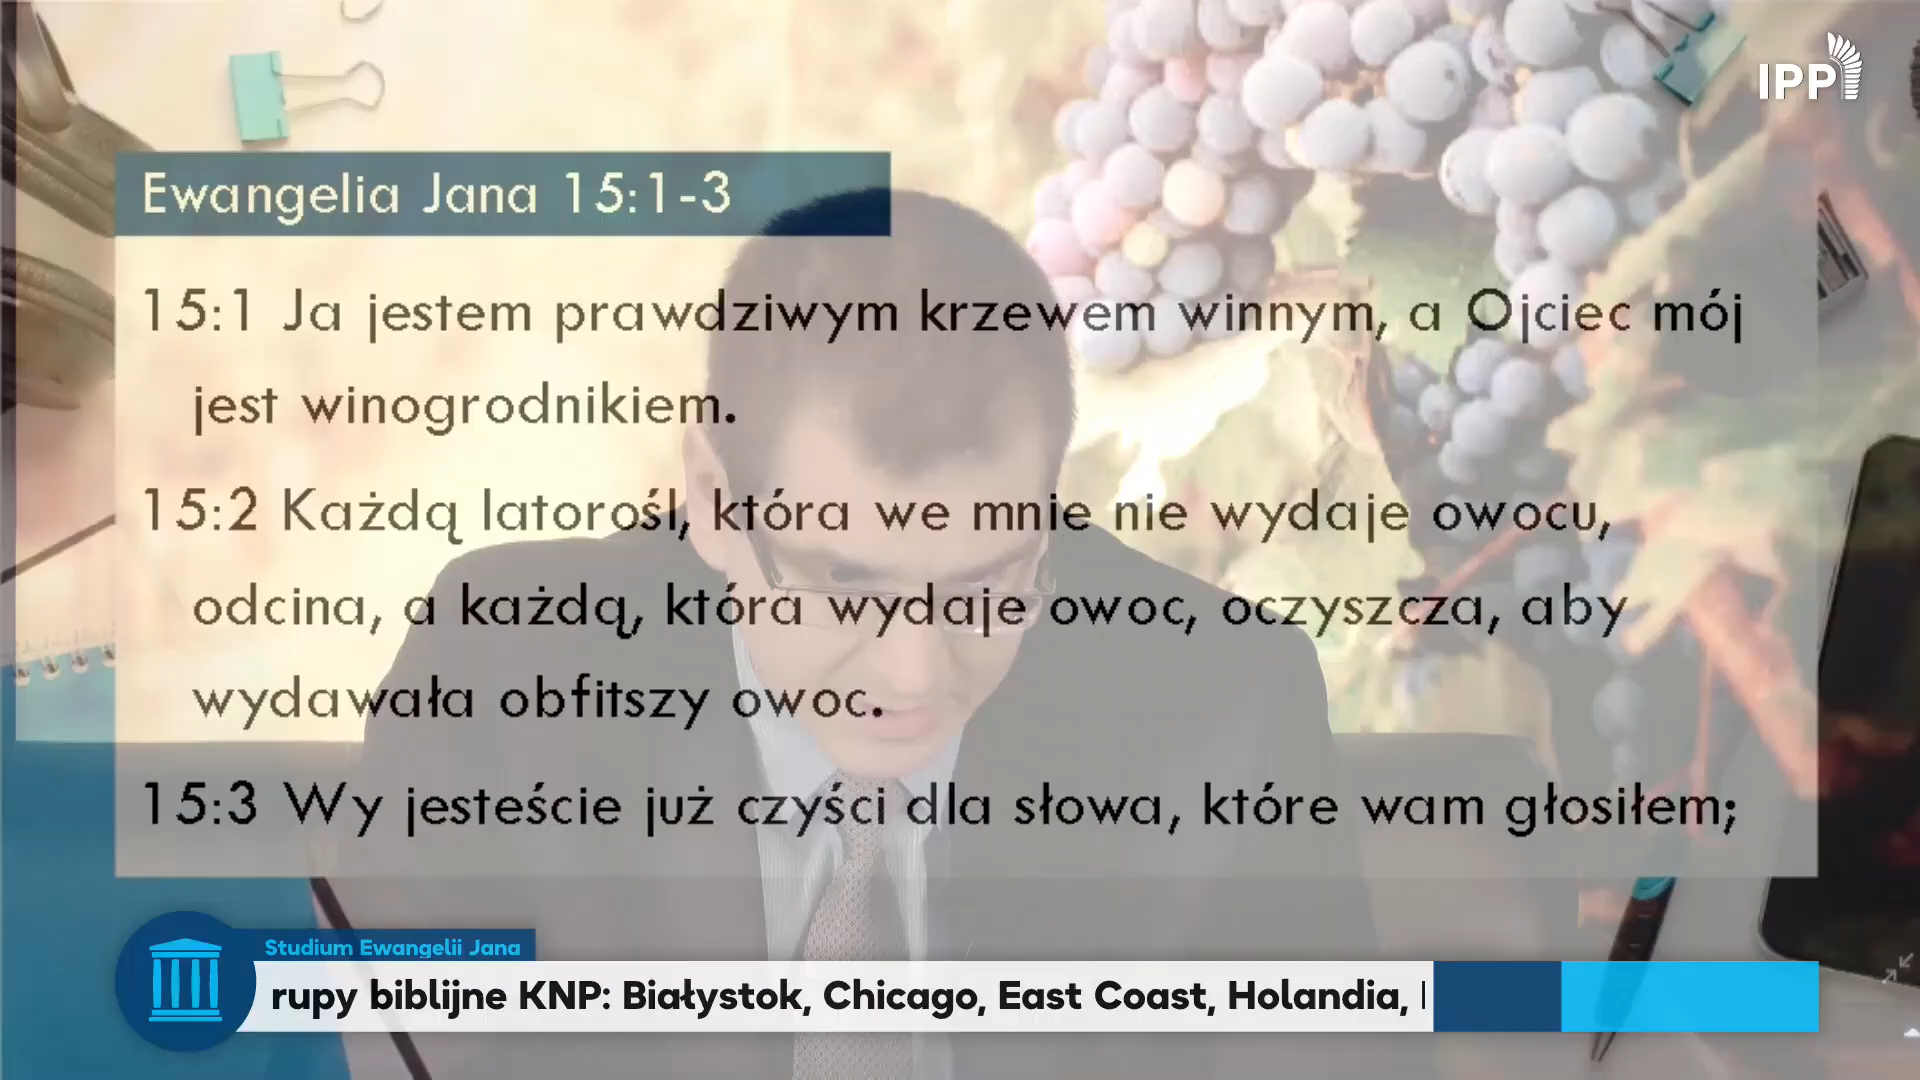 IPP
Ewangelia Jana 15:1-3
15:1 Ja jestem prawdziwym krzewem winnym, a Ojciec mój
jest winogrodnikiem.
15:2 Każdą latorośl, która we mnie nie wydaje owocu,
odcina, a każdą, która wydaje owoc, oczyszcza, aby
wydawała obfitszy owoc.
15:3 Wy jesteście już czyści dla słowa, które wam głosiłem;
Studium Ewangelii Jana
rupy biblijne KNP: Białystok, Chicago, East Coast, Holandia,